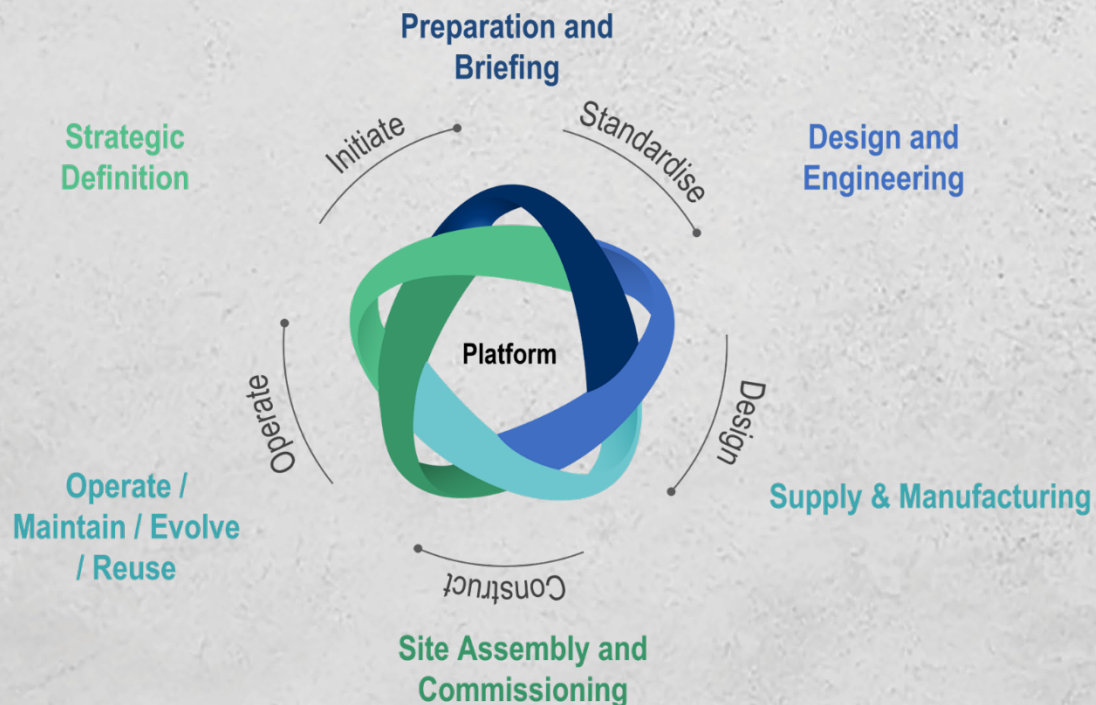 Preparation and
Briefing
Strategic
Definition
Initiate
Standardise
Design and
Engineering
Platform
Operate
Design
Operate /
Maintain / Evolve
/ Reuse
Supply & Manufacturing
Construct
Site Assembly and
Commissioning